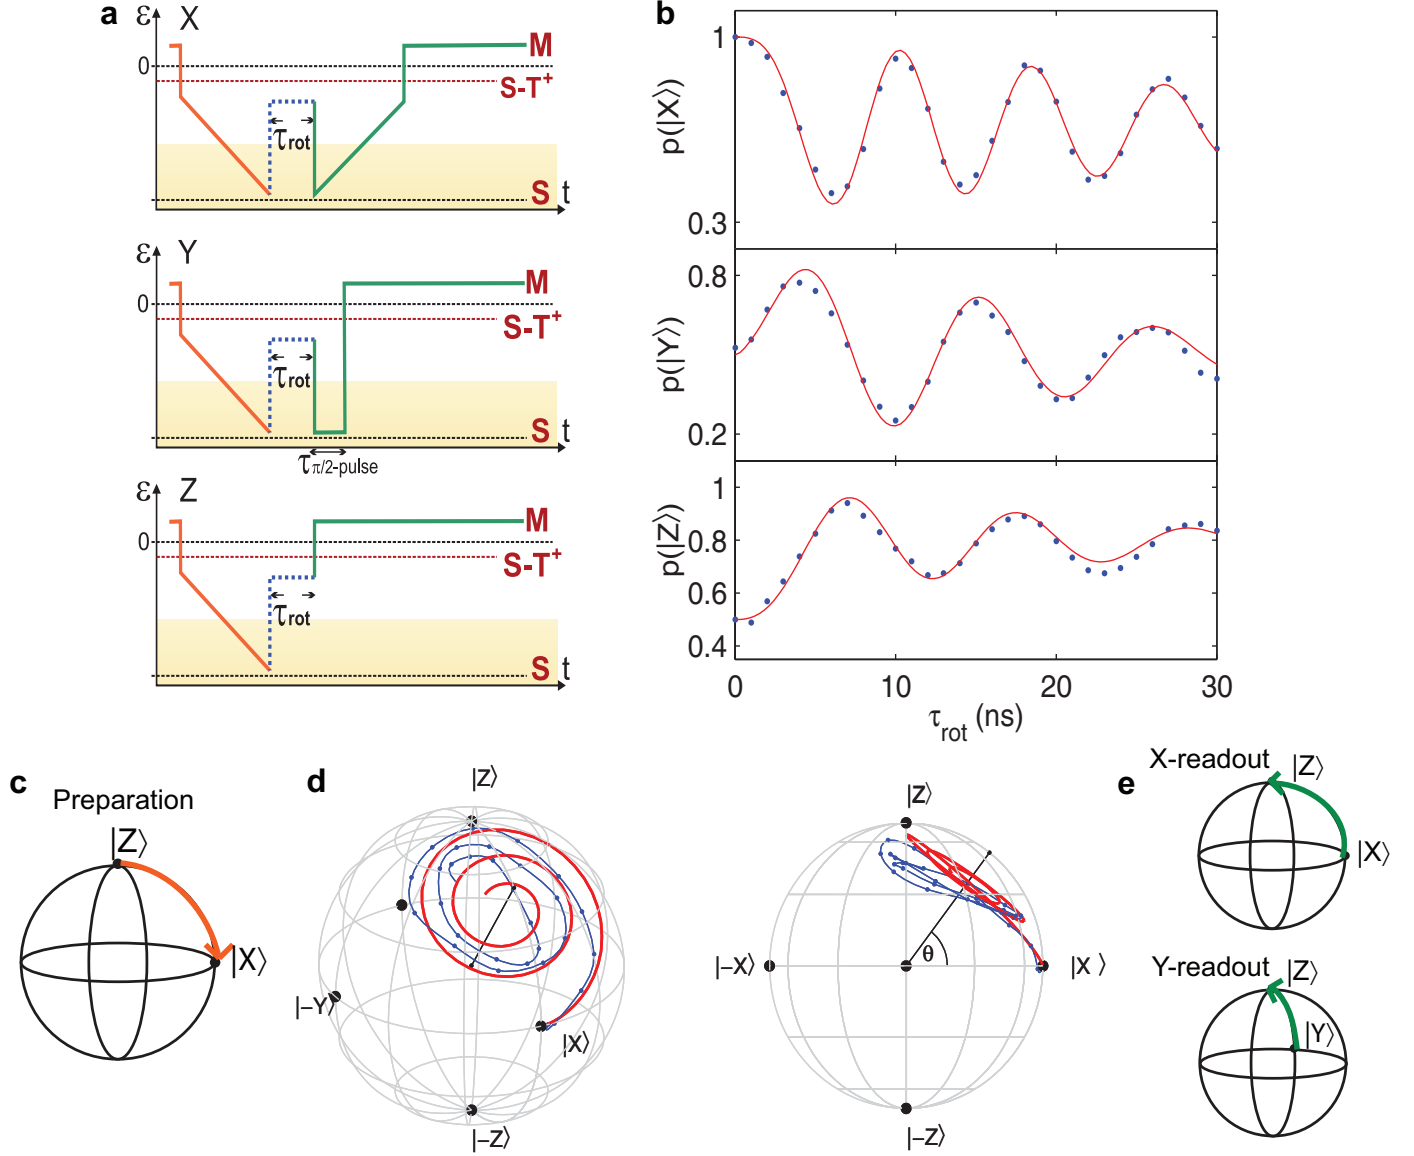 a
ε X
M
0
S-T⁺
τrot
S t
ε Y
M
0
S-T⁺
τrot
S t
τπ/2-pulse
ε Z
M
0
S-T⁺
τrot
S t
b
1
p(|X⟩)
0.3
0.8
p(|Y⟩)
0.2
1
0.8
p(|Z⟩)
0.6
0.4
0 10 20 30
τrot (ns)
c
Preparation
|Z⟩
|X⟩
d
|Z⟩
|−Y⟩
|X⟩
|−Z⟩
|Z⟩
|−X⟩
θ
|X⟩
|−Z⟩
e
X-readout
|Z⟩
|X⟩
Y-readout
|Z⟩
|Y⟩